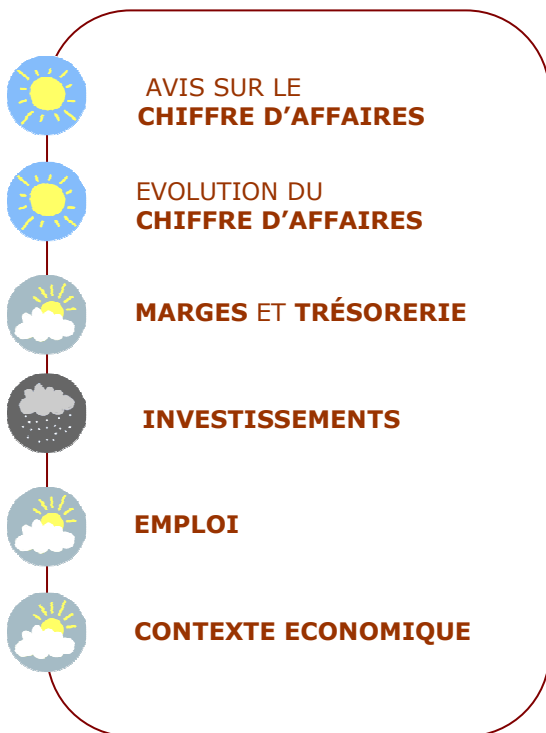 AVIS SUR LE
CHIFFRE D’AFFAIRES
EVOLUTION DU
CHIFFRE D’AFFAIRES
MARGES ET TRÉSORERIE
INVESTISSEMENTS
EMPLOI
CONTEXTE ECONOMIQUE